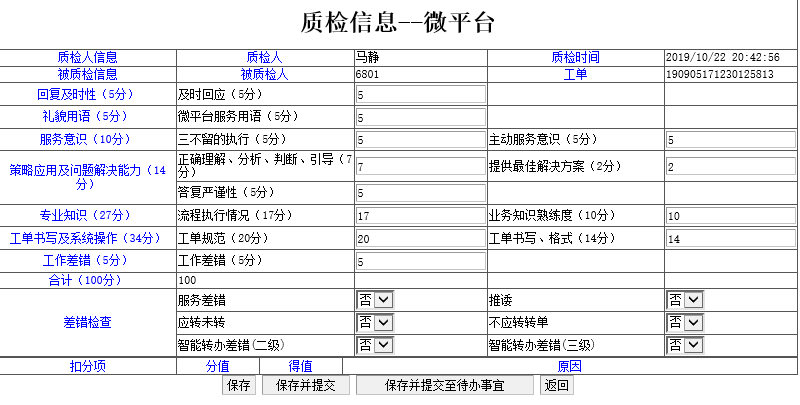 质检信息--微平台
质检人信息 质检人 马静 质检时间 2019/10/22 20:42:56
被质检信息 被质检人 6801 工单 190905171230125813
回复及时性（5分） 及时回应（5分） 5
礼貌用语（5分） 微平台服务用语（5分） 5
服务意识（10分） 三不留的执行（5分） 5 主动服务意识（5分） 5
策略应用及问题解决能力（14
分）
正确理解、分析、判断、引导（7
分）
7 提供最佳解决方案（2分） 2
答复严谨性（5分） 5
专业知识（27分） 流程执行情况（17分） 17 业务知识熟练度（10分） 10
工单书写及系统操作（34分） 工单规范（20分） 20 工单书写、格式（14分） 14
工作差错（5分） 工作差错（5分） 5
合计（100分） 100
差错检查
服务差错 否 推诿 否
应转未转 否 不应转转单 否
智能转办差错(二级) 否 智能转办差错(三级) 否
扣分项 分值 得值 原因
保存 保存并提交 保存并提交至待办事宜 返回